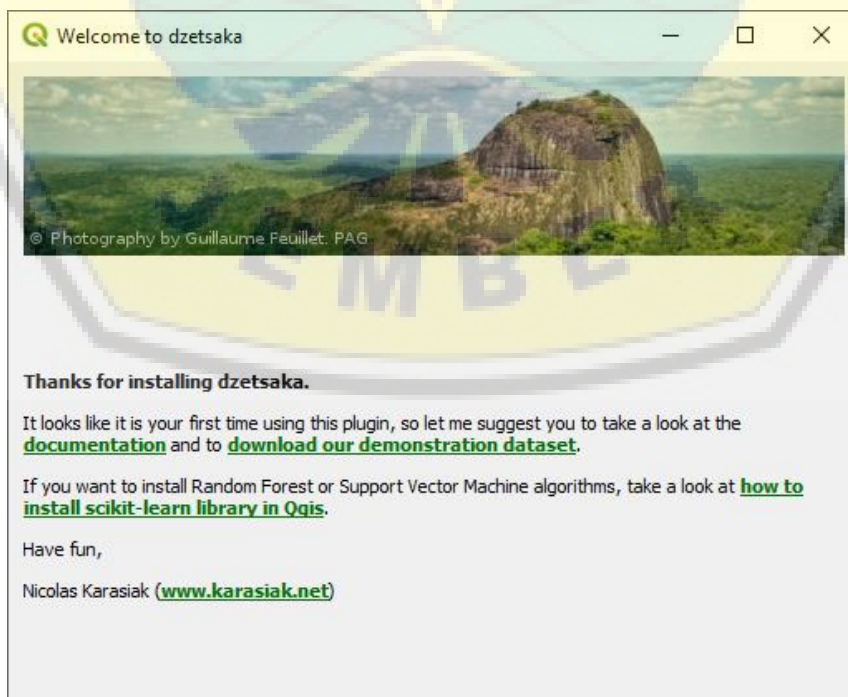 Welcome to dzetsaka
© Photography by Guillaume Feuillet. PAG
EMBE
Thanks for installing dzetsaka.
It looks like it is your first time using this plugin, so let me suggest you to take a look at the
documentation and to download our demonstration dataset.
If you want to install Random Forest or Support Vector Machine algorithms, take a look at how to
install scikit-learn library in Qgis.
Have fun,
Nicolas Karasiak (www.karasiak.net)